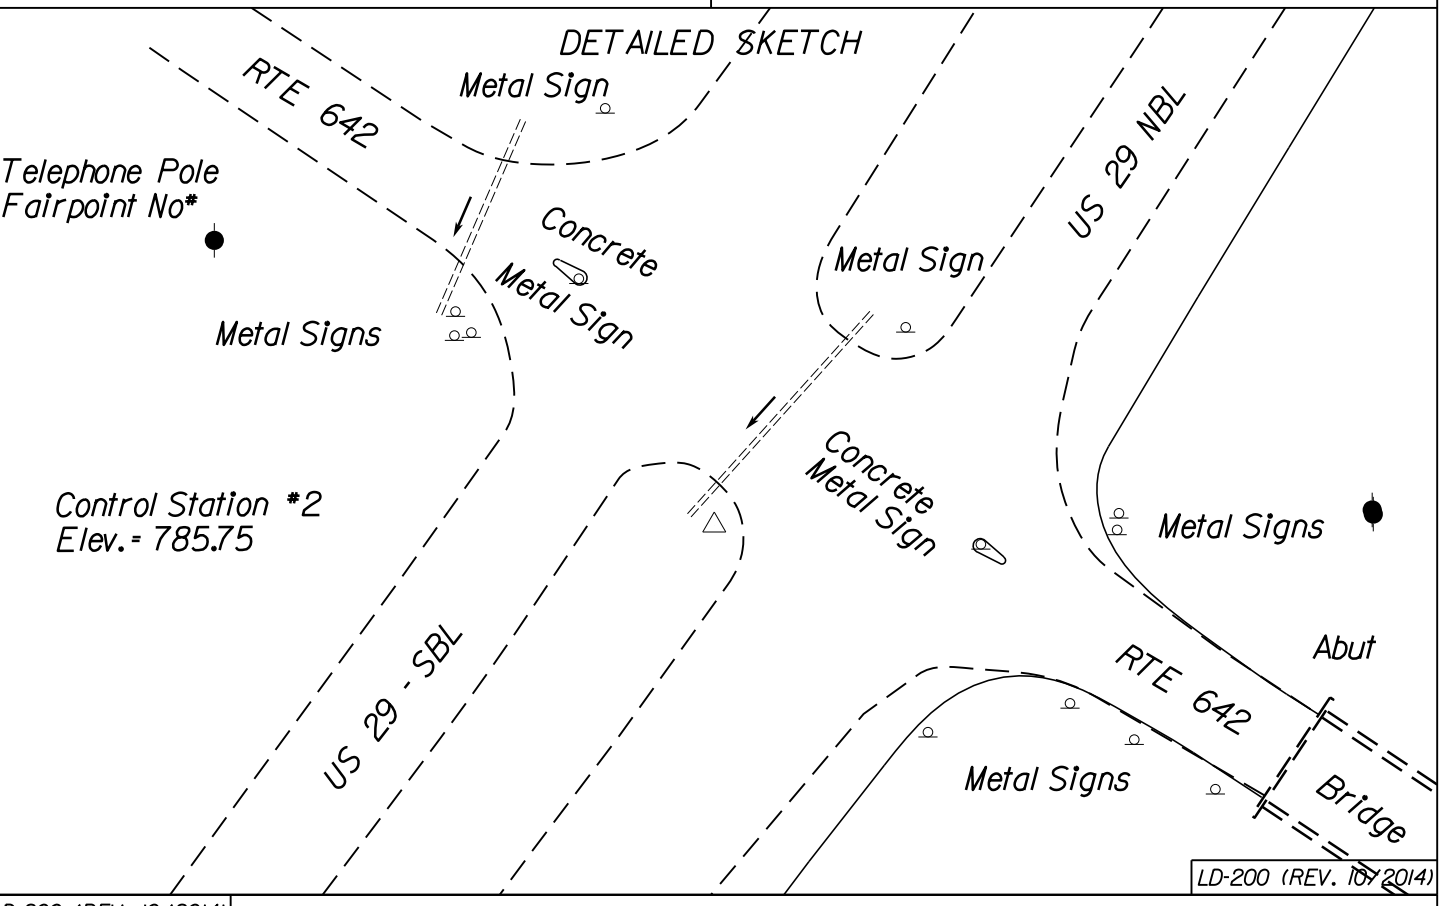 DETAILED SKETCH
Metal Sign
RTE 642
US 29 NBL
Telephone Pole
Fairpoint No#
Concrete
Metal Sign
Metal Sign
Metal Signs
Concrete
Metal Sign
Control Station #2
Elev.= 785.75
Metal Signs
US 29 - SBL
Abut
RTE 642
Metal Signs
Bridge
LD-200 (REV. 10/2014)